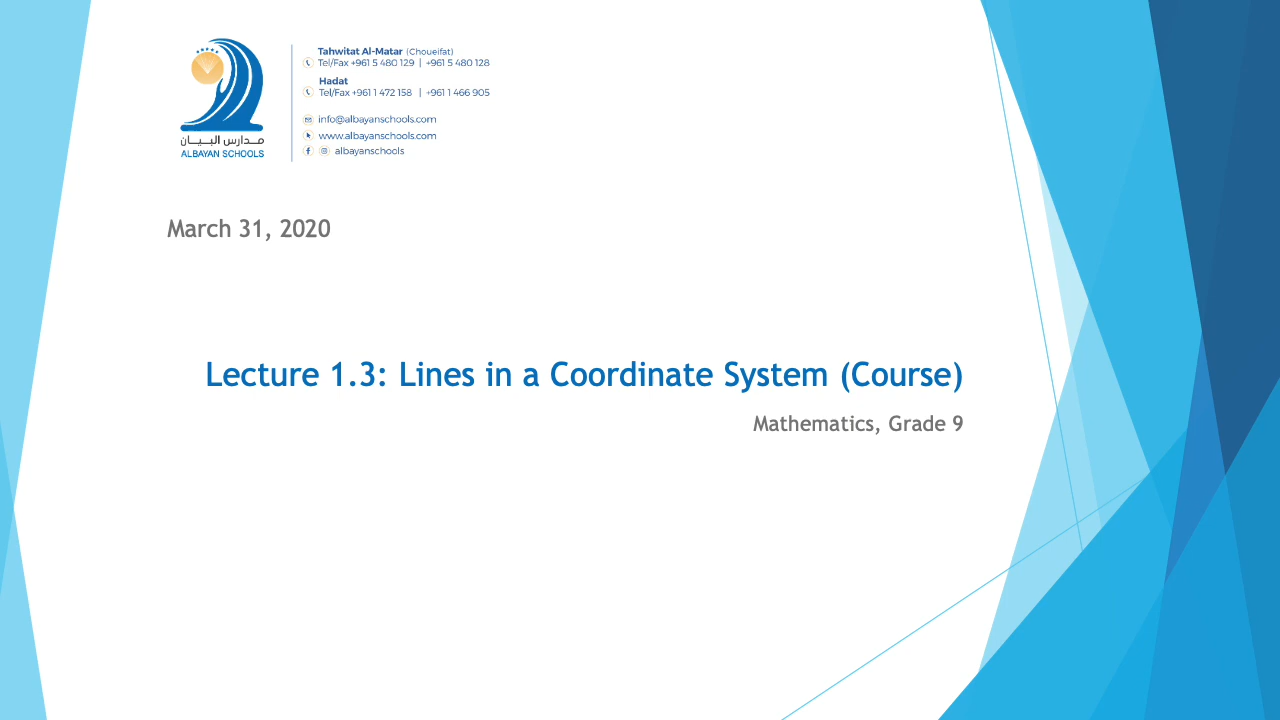 مدارس البيان
ALBAYAN SCHOOLS
Tahwitat Al-Matar (Choueifat)
Tel/Fax +961 5 480 129 | +961 5 480 128
Hadat
Tel/Fax +961 1 472 158 | +961 1 466 905
info@albayanschools.com
www.albayanschools.com
albayanschools
March 31, 2020
Lecture 1.3: Lines in a Coordinate System (Course)
Mathematics, Grade 9